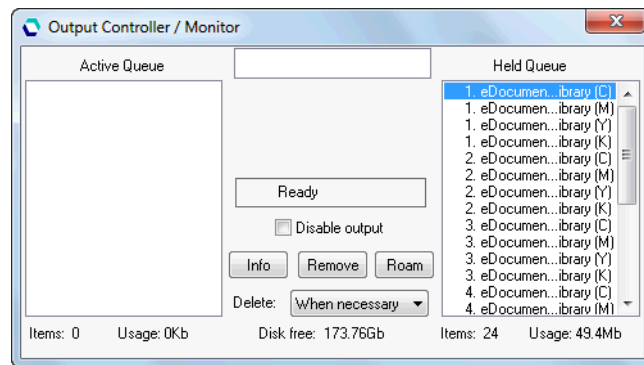 Output Controller / Monitor
Active Queue
Held Queue
1. eDocumen...ibrary (C)
1. eDocumen...ibrary (M)
1. eDocumen...ibrary (Y)
1. eDocumen...ibrary (K)
2. eDocumen...ibrary (C)
2. eDocumen...ibrary (M)
2. eDocumen...ibrary (Y)
2. eDocumen...ibrary (K)
3. eDocumen...ibrary (C)
3. eDocumen...ibrary (M)
3. eDocumen...ibrary (Y)
3. eDocumen...ibrary (K)
4. eDocumen...ibrary (C)
4. eDocumen...ibrary (M)
Ready
Disable output
Info Remove Roam
Delete: When necessary
Items: 0 Usage: 0Kb Disk free: 173.76Gb Items: 24 Usage: 49.4Mb